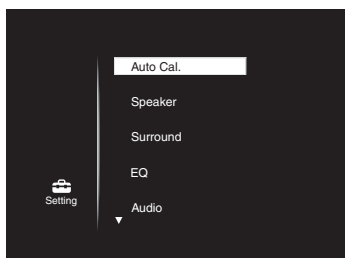 Auto Cal.
Speaker
Surround
EQ
Setting
Audio